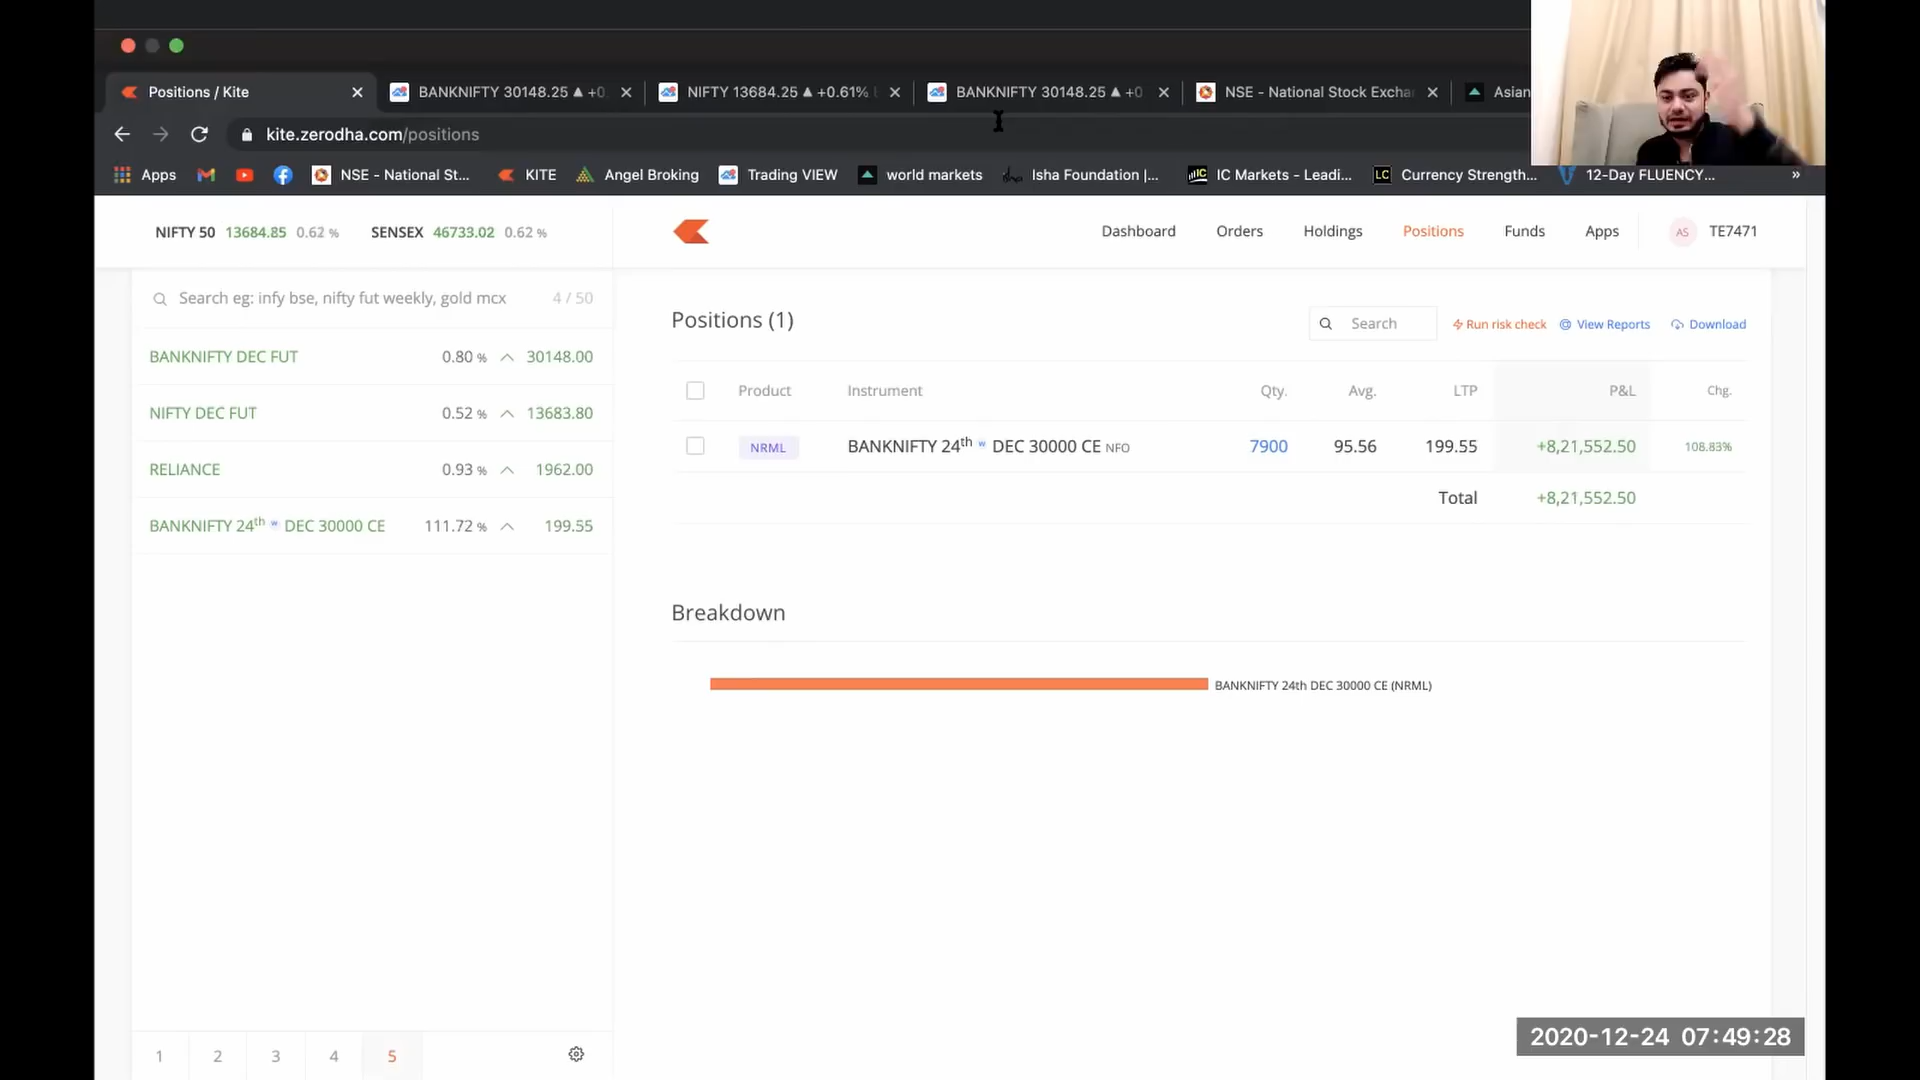 Positions / Kite
BANKNIFTY 30148.25 ▲ +0.
NIFTY 13684.25 ▲ +0.61%
BANKNIFTY 30148.25 ▲ +0
NSE - National Stock Exchan
Asian
kite.zerodha.com/positions
Apps
NSE - National St...
KITE
Angel Broking
Trading VIEW
world markets
Isha Foundation |...
IC Markets - Leadi...
LC Currency Strength...
12-Day FLUENCY...
»
NIFTY 50 13684.85 0.62 %
SENSEX 46733.02 0.62 %
Dashboard
Orders
Holdings
Positions
Funds
Apps
AS TE7471
Search eg: infy bse, nifty fut weekly, gold mcx 4 / 50
BANKNIFTY DEC FUT 0.80 % 30148.00
NIFTY DEC FUT 0.52 % 13683.80
RELIANCE 0.93 % 1962.00
BANKNIFTY 24th w DEC 30000 CE 111.72 % 199.55
1 2 3 4 5
Positions (1)
Search
Run risk check
View Reports
Download
Product Instrument Qty. Avg. LTP P&L Chg.
NRML BANKNIFTY 24th w DEC 30000 CE NFO 7900 95.56 199.55 +8,21,552.50 108.83%
Total +8,21,552.50
Breakdown
BANKNIFTY 24th DEC 30000 CE (NRML)
2020-12-24 07:49:28